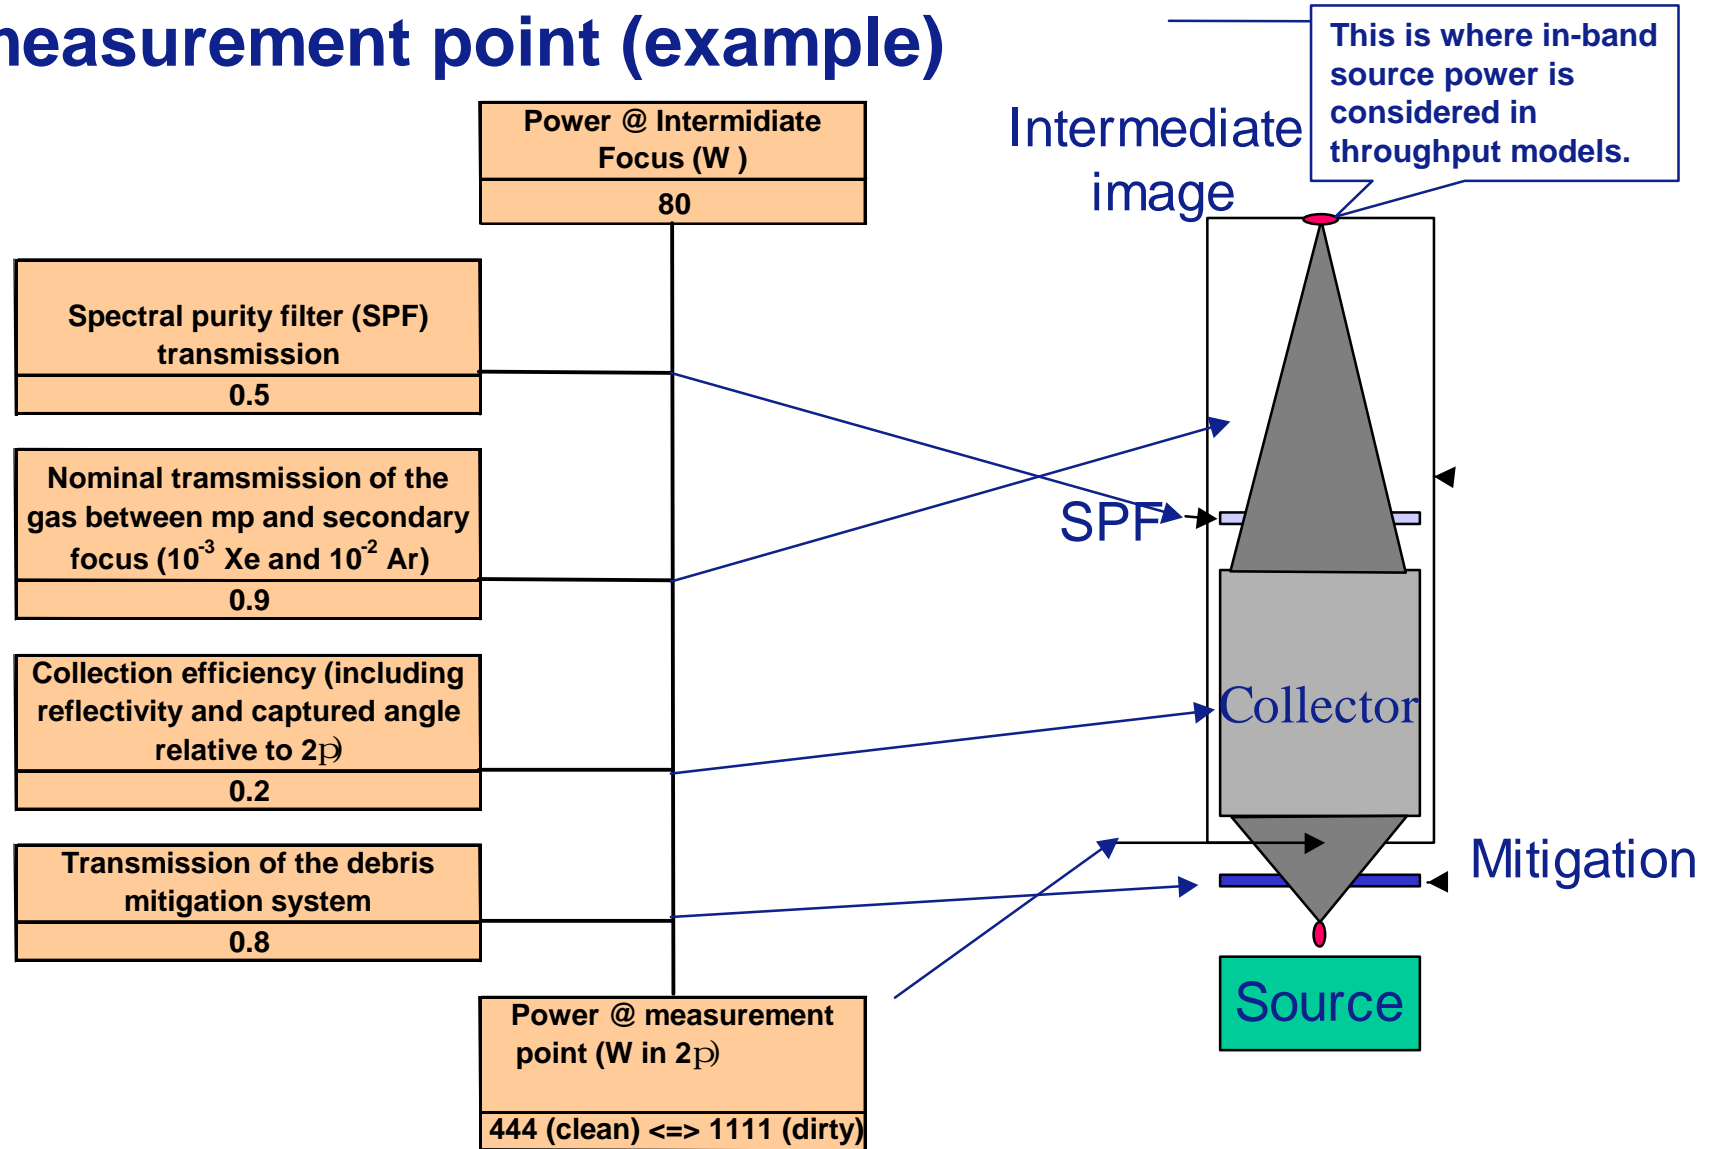 measurement point (example)
This is where in-band
source power is
considered in
throughput models.
Power @ Intermidiate
Focus (W )
80
Intermediate
image
Spectral purity filter (SPF)
transmission
0.5
Nominal tramsmission of the
gas between mp and secondary
focus (10⁻³ Xe and 10⁻² Ar)
0.9
SPF
Collection efficiency (including
reflectivity and captured angle
relative to 2p)
0.2
Collector
Transmission of the debris
mitigation system
0.8
Mitigation
Source
Power @ measurement
point (W in 2p)
444 (clean) <=> 1111 (dirty)